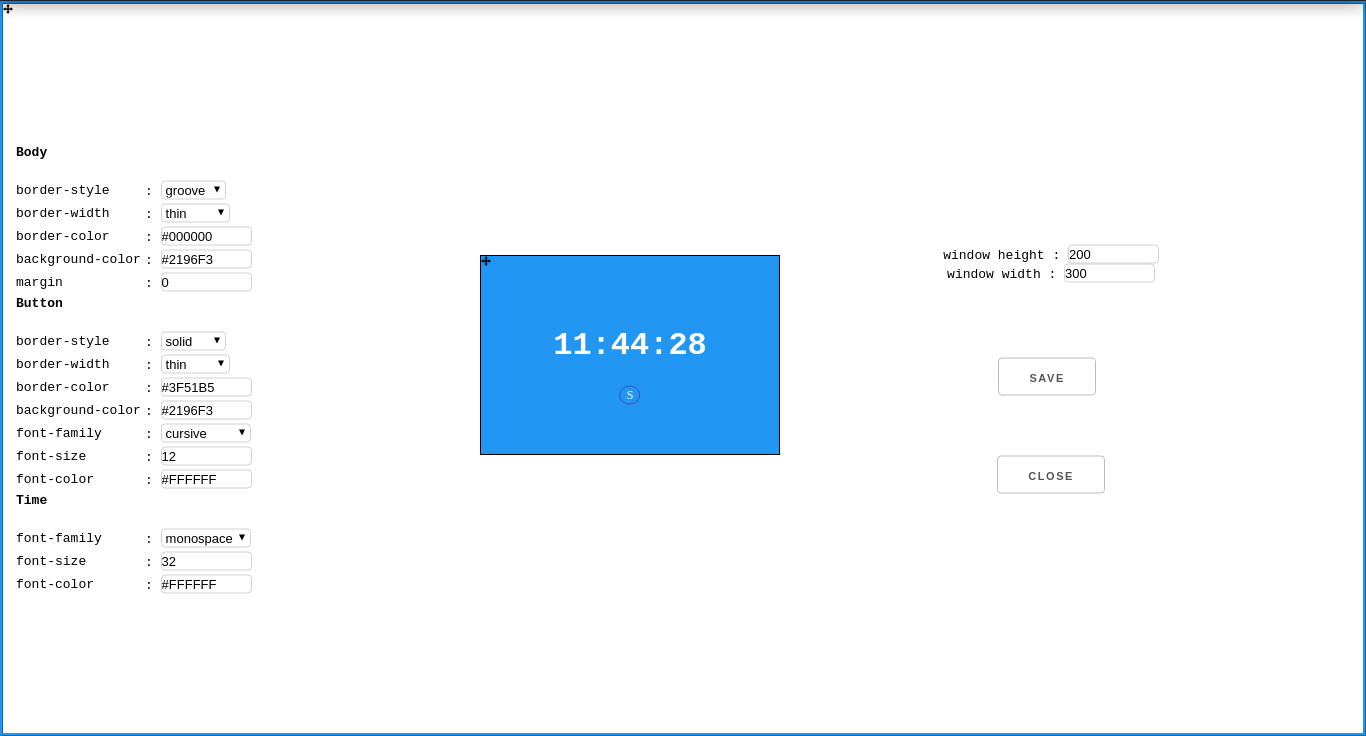 Body
border-style : groove
border-width : thin
border-color : #000000
background-color : #2196F3
margin : 0
Button
border-style : solid
border-width : thin
border-color : #3F51B5
background-color : #2196F3
font-family : cursive
font-size : 12
font-color : #FFFFFF
Time
font-family : monospace
font-size : 32
font-color : #FFFFFF
11:44:28
S
window height : 200
window width : 300
SAVE
CLOSE